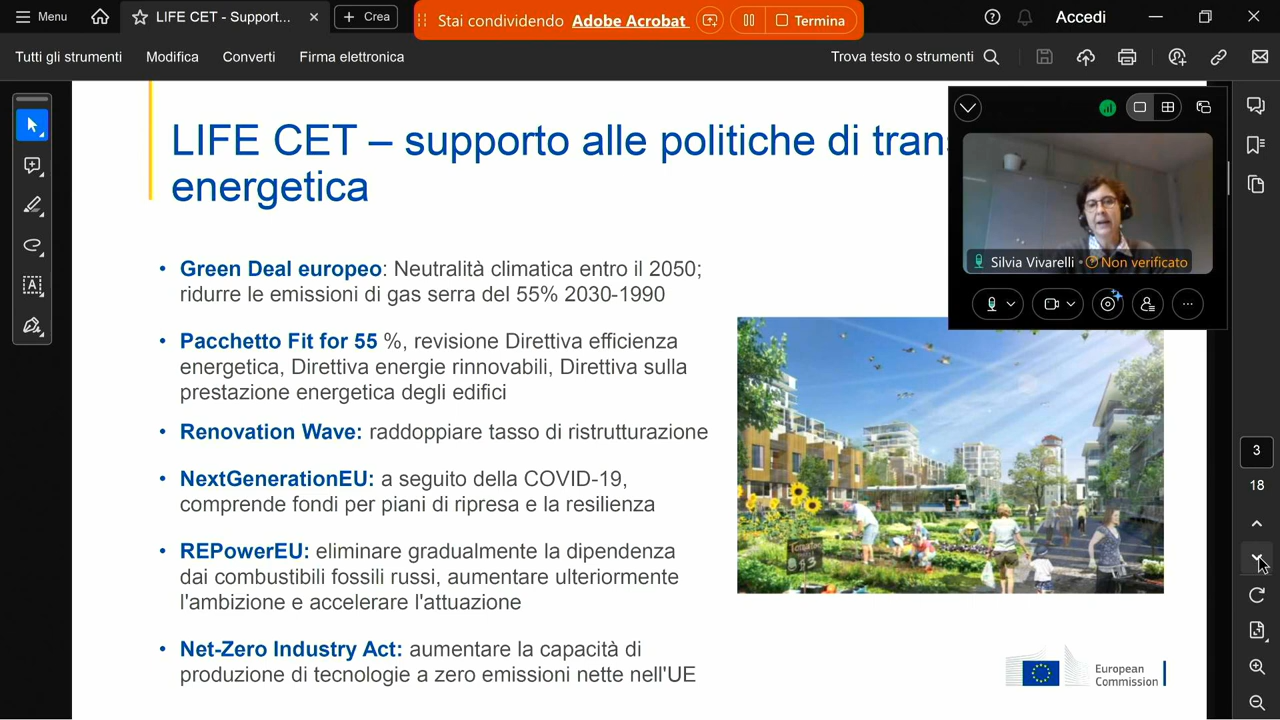 Menu
LIFE CET - Support...
Crea
Stai condividendo Adobe Acrobat
Termina
Accedi
Tutti gli strumenti
Modifica
Converti
Firma elettronica
Trova testo o strumenti
LIFE CET – supporto alle politiche di trans
energetica
Silvia Vivarelli • Non verificato
• Green Deal europeo: Neutralità climatica entro il 2050;
ridurre le emissioni di gas serra del 55% 2030-1990
• Pacchetto Fit for 55 %, revisione Direttiva efficienza
energetica, Direttiva energie rinnovabili, Direttiva sulla
prestazione energetica degli edifici
• Renovation Wave: raddoppiare tasso di ristrutturazione
• NextGenerationEU: a seguito della COVID-19,
comprende fondi per piani di ripresa e la resilienza
• REPowerEU: eliminare gradualmente la dipendenza
dai combustibili fossili russi, aumentare ulteriormente
l'ambizione e accelerare l'attuazione
• Net-Zero Industry Act: aumentare la capacità di
produzione di tecnologie a zero emissioni nette nell'UE
European
Commission
3
18